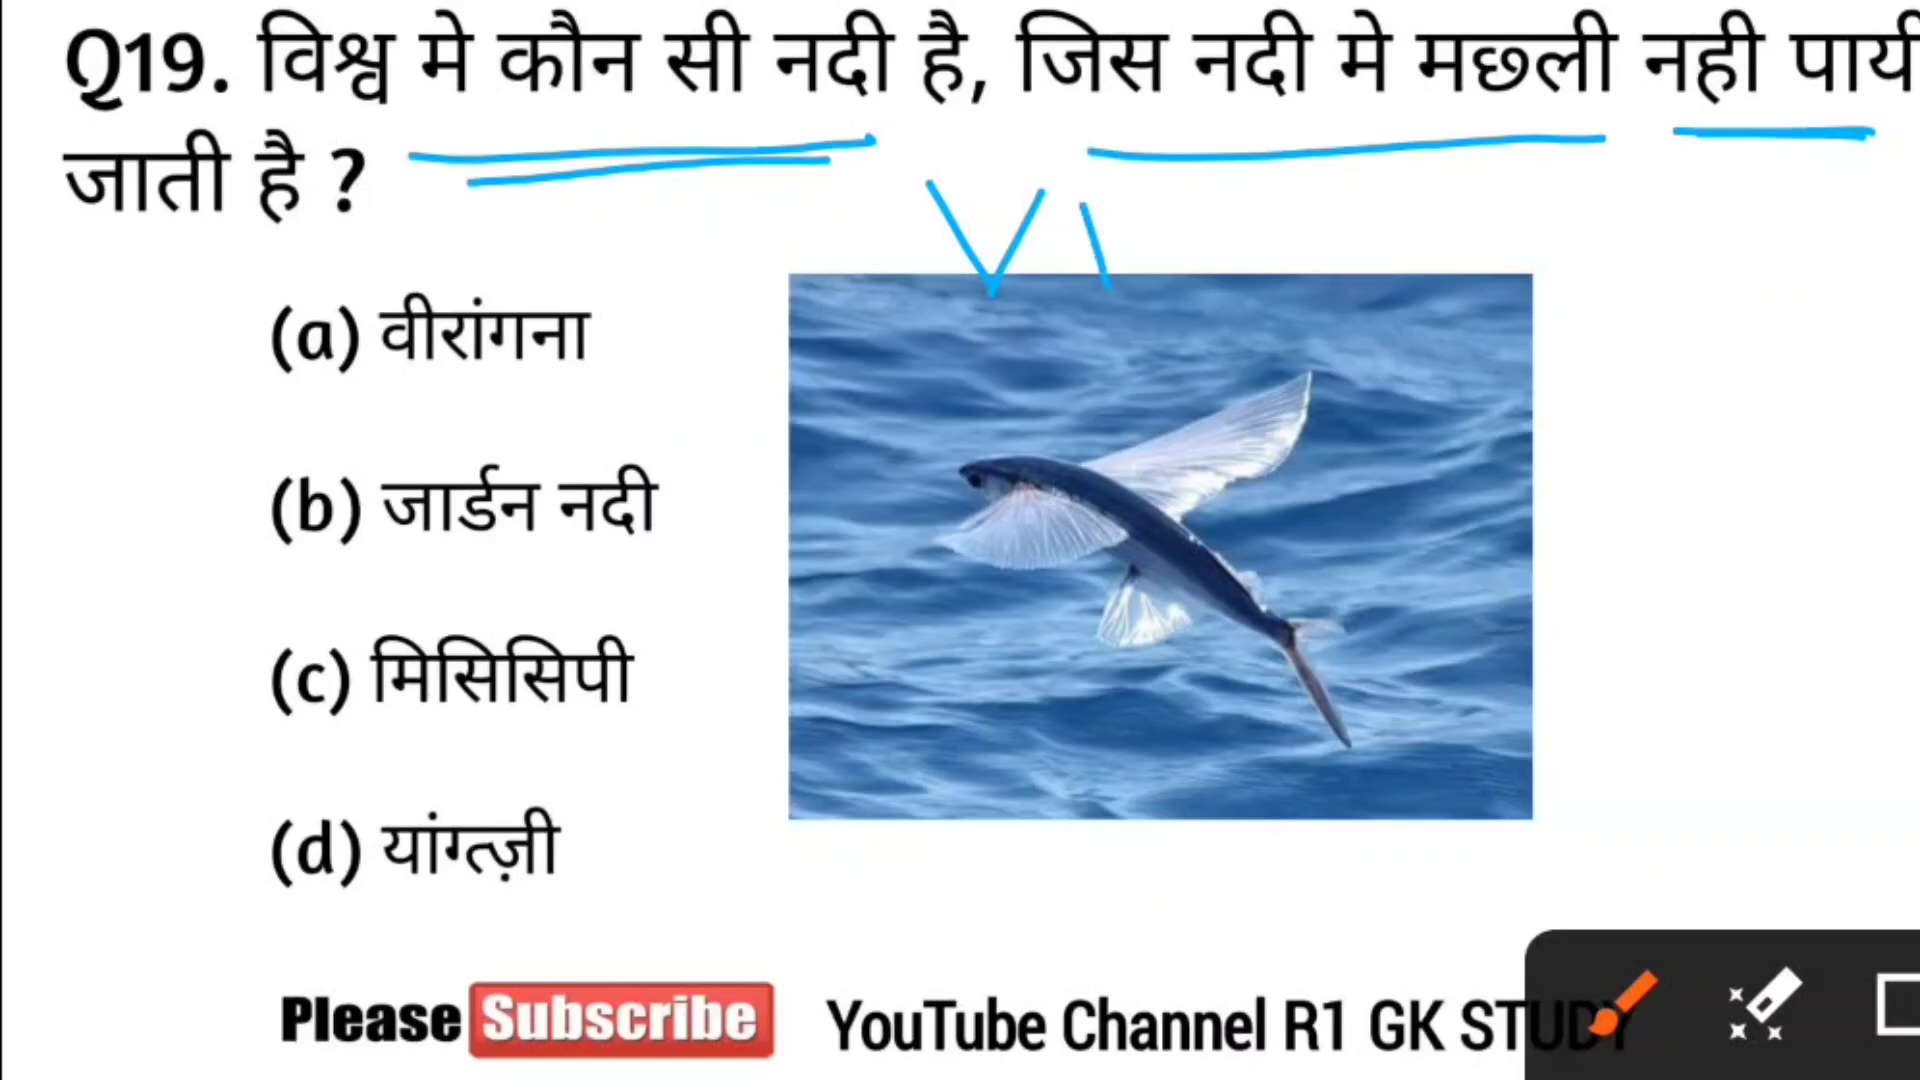 Q19. विश्व मे कौन सी नदी है, जिस नदी मे मछली नही पायी
जाती है ?
(a) वीरांगना
(b) जार्डन नदी
(c) मिसिसिपी
(d) यांग्त्ज़ी
Please Subscribe YouTube Channel R1 GK STUDY